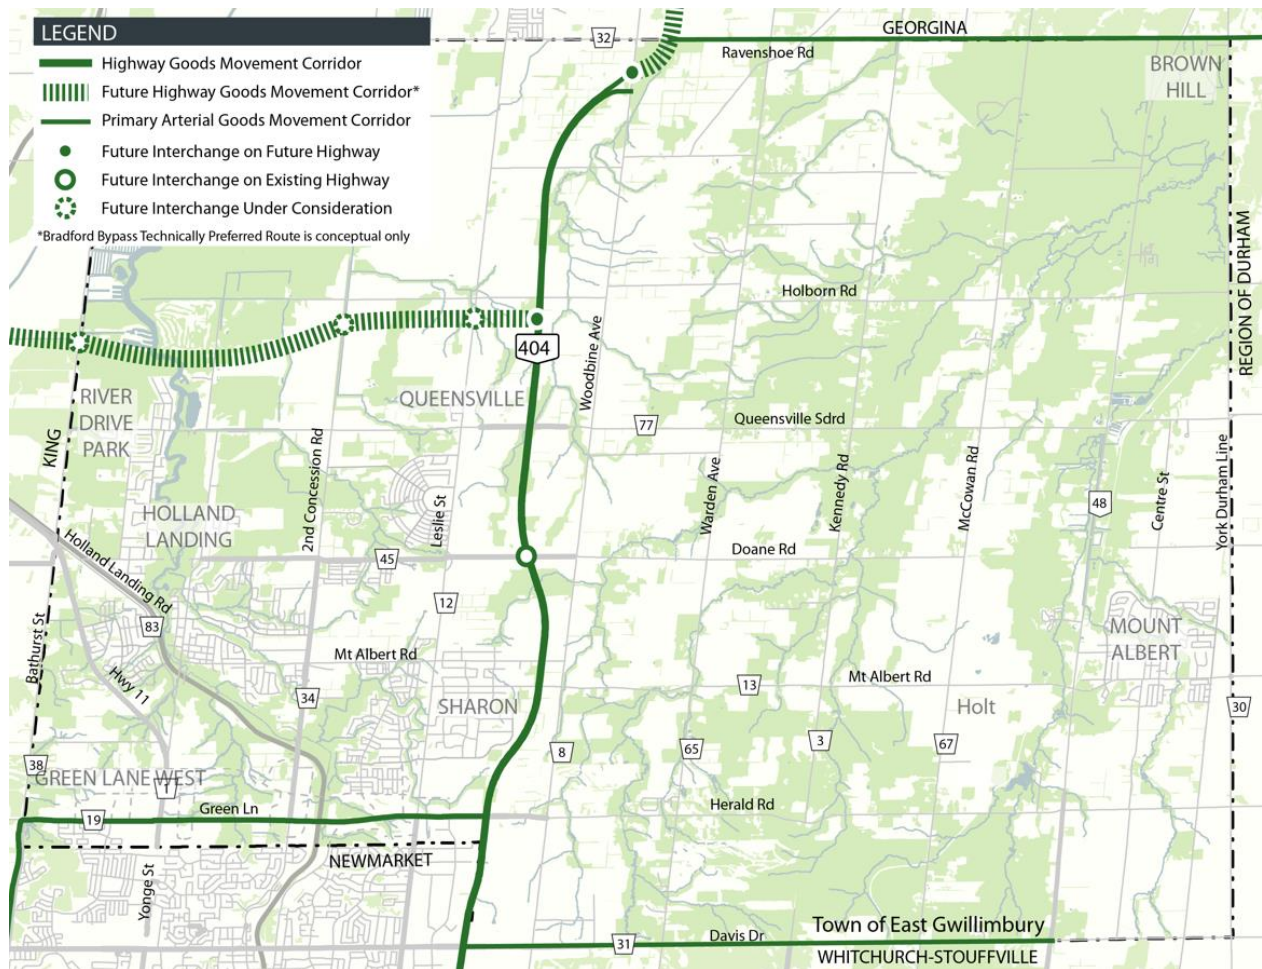 LEGEND
Highway Goods Movement Corridor
Future Highway Goods Movement Corridor*
Primary Arterial Goods Movement Corridor
Future Interchange on Future Highway
Future Interchange on Existing Highway
Future Interchange Under Consideration
*Bradford Bypass Technically Preferred Route is conceptual only
32
GEORGINA
Ravenshoe Rd
BROWN
HILL
REGION OF DURHAM
Holborn Rd
404
Woodbine Ave
QUEENSVILLE
RIVER
DRIVE
PARK
KING
77
Queensville Sdrd
2nd Concession Rd
Leslie St
Warden Ave
Kennedy Rd
McCowan Rd
48
Centre St
York Durham Line
HOLLAND
LANDING
Holland Landing Rd
45
Doane Rd
12
83
Bathurst St
Hwy 11
Mt Albert Rd
34
SHARON
MOUNT
ALBERT
13
Mt Albert Rd
Holt
30
38
8
65
3
67
GREEN LANE WEST
1
19
Green Ln
Herald Rd
NEWMARKET
Yonge St
31
Davis Dr
Town of East Gwillimbury
WHITCHURCH-STOUFFVILLE